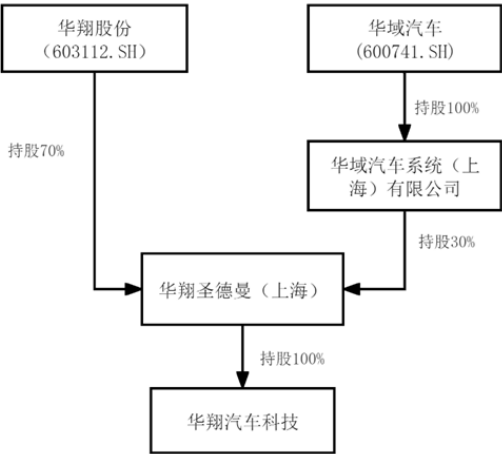 华翔股份
（603112.SH）
华域汽车
(600741.SH)
持股100%
持股70%
华域汽车系统（上
海）有限公司
持股30%
华翔圣德曼（上海）
持股100%
华翔汽车科技